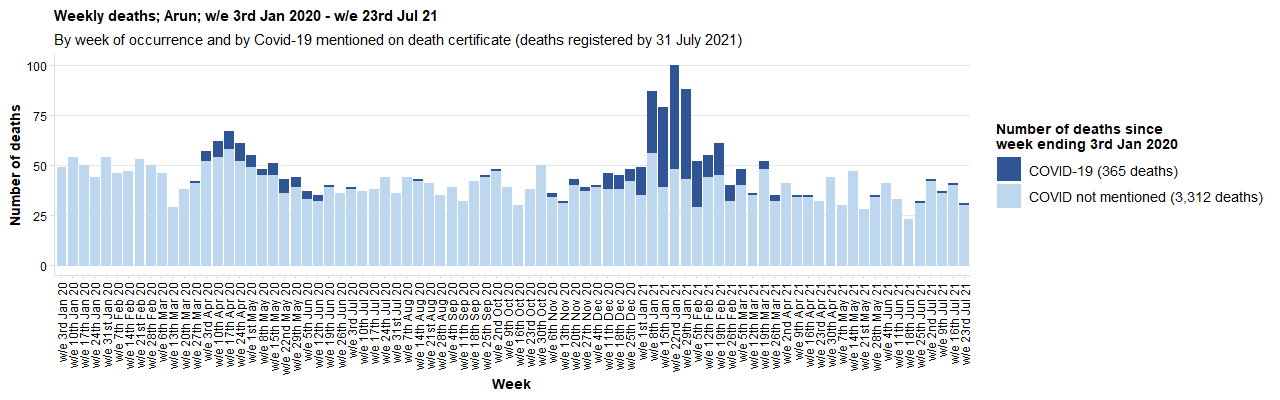 Weekly deaths; Arun; w/e 3rd Jan 2020 - w/e 23rd Jul 21
By week of occurrence and by Covid-19 mentioned on death certificate (deaths registered by 31 July 2021)
Number of deaths
100
75
50
25
0
w/e 3rd Jan 20
w/e 10th Jan 20
w/e 17th Jan 20
w/e 24th Jan 20
w/e 31st Jan 20
w/e 7th Feb 20
w/e 14th Feb 20
w/e 21st Feb 20
w/e 28th Feb 20
w/e 6th Mar 20
w/e 13th Mar 20
w/e 20th Mar 20
w/e 27th Mar 20
w/e 3rd Apr 20
w/e 10th Apr 20
w/e 17th Apr 20
w/e 24th Apr 20
w/e 1st May 20
w/e 8th May 20
w/e 15th May 20
w/e 22nd May 20
w/e 29th May 20
w/e 5th Jun 20
w/e 12th Jun 20
w/e 19th Jun 20
w/e 26th Jun 20
w/e 3rd Jul 20
w/e 10th Jul 20
w/e 17th Jul 20
w/e 24th Jul 20
w/e 31st Jul 20
w/e 7th Aug 20
w/e 14th Aug 20
w/e 21st Aug 20
w/e 28th Aug 20
w/e 4th Sep 20
w/e 11th Sep 20
w/e 18th Sep 20
w/e 25th Sep 20
w/e 2nd Oct 20
w/e 9th Oct 20
w/e 16th Oct 20
w/e 23rd Oct 20
w/e 30th Oct 20
w/e 6th Nov 20
w/e 13th Nov 20
w/e 20th Nov 20
w/e 27th Nov 20
w/e 4th Dec 20
w/e 11th Dec 20
w/e 18th Dec 20
w/e 25th Dec 20
w/e 1st Jan 21
w/e 8th Jan 21
w/e 15th Jan 21
w/e 22nd Jan 21
w/e 29th Jan 21
w/e 5th Feb 21
w/e 12th Feb 21
w/e 19th Feb 21
w/e 26th Feb 21
w/e 5th Mar 21
w/e 12th Mar 21
w/e 19th Mar 21
w/e 26th Mar 21
w/e 2nd Apr 21
w/e 9th Apr 21
w/e 16th Apr 21
w/e 23rd Apr 21
w/e 30th Apr 21
w/e 7th May 21
w/e 14th May 21
w/e 21st May 21
w/e 28th May 21
w/e 4th Jun 21
w/e 11th Jun 21
w/e 18th Jun 21
w/e 25th Jun 21
w/e 2nd Jul 21
w/e 9th Jul 21
w/e 16th Jul 21
w/e 23rd Jul 21
Week
Number of deaths since
week ending 3rd Jan 2020
COVID-19 (365 deaths)
COVID not mentioned (3,312 deaths)